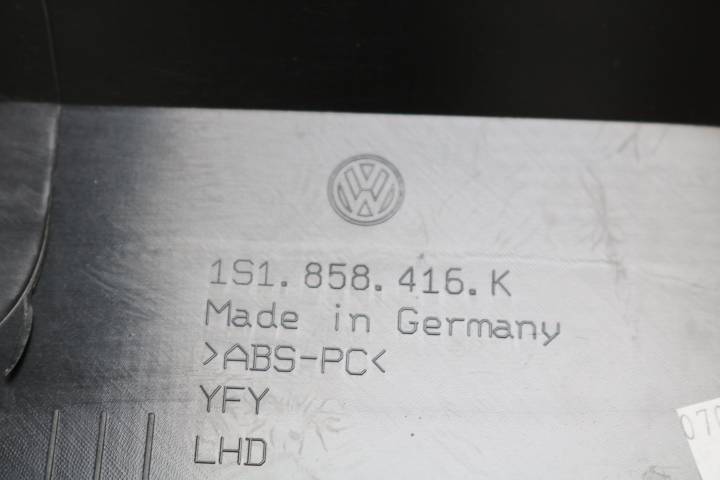 1S1.858.416.K
Made in Germany
>ABS-PC<
YFY
LHD